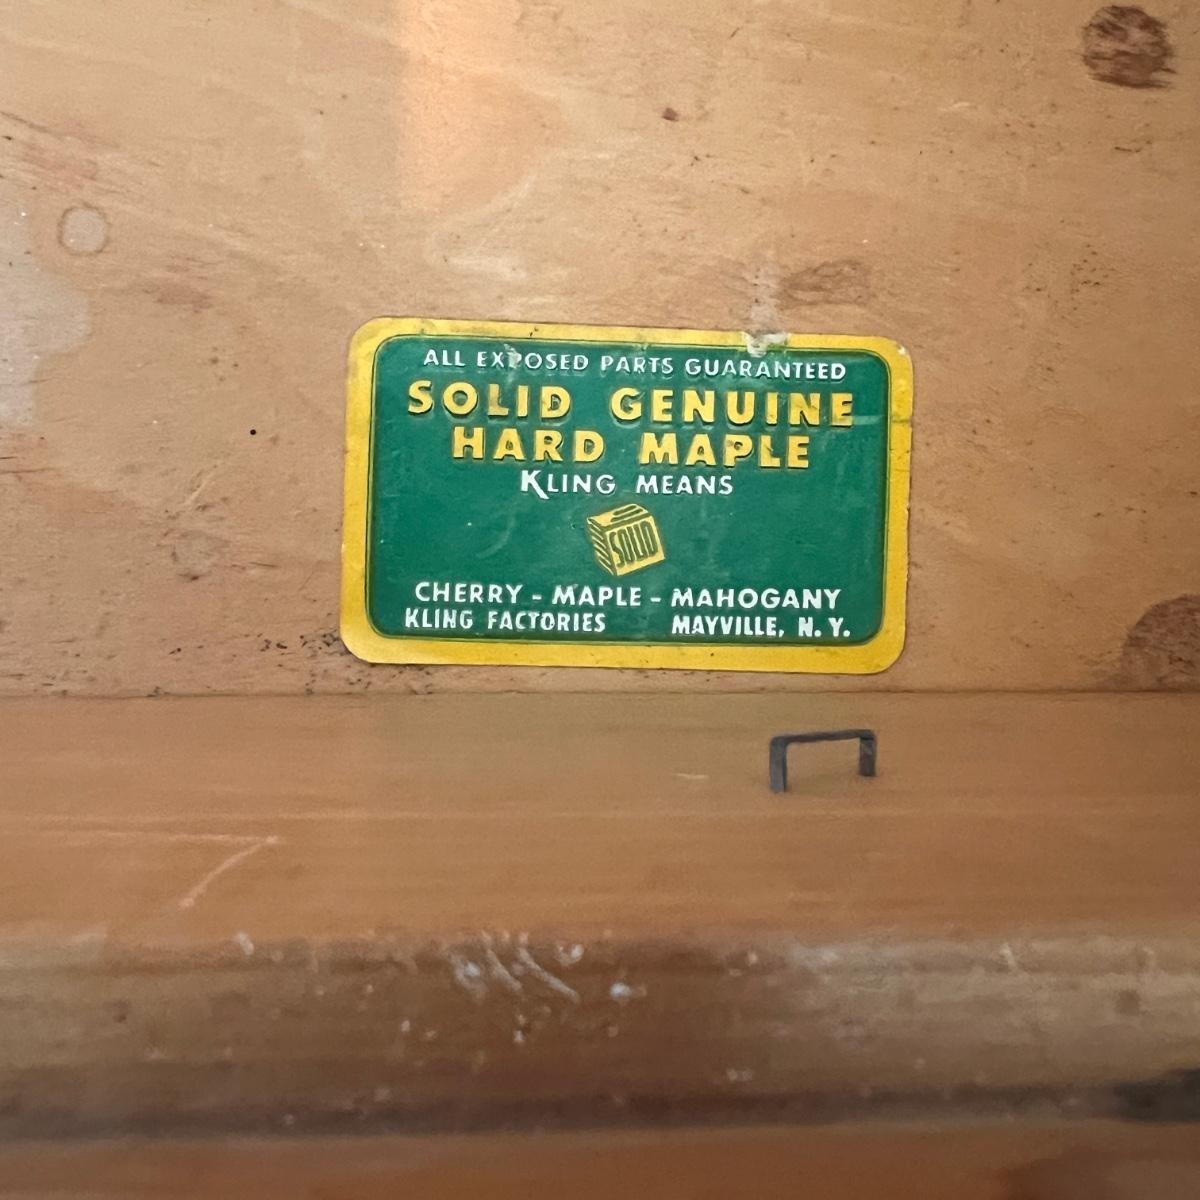 ALL EXPOSED PARTS GUARANTEED
SOLID GENUINE
HARD MAPLE
KLING MEANS
SOLID
CHERRY - MAPLE - MAHOGANY
KLING FACTORIES MAYVILLE, N. Y.